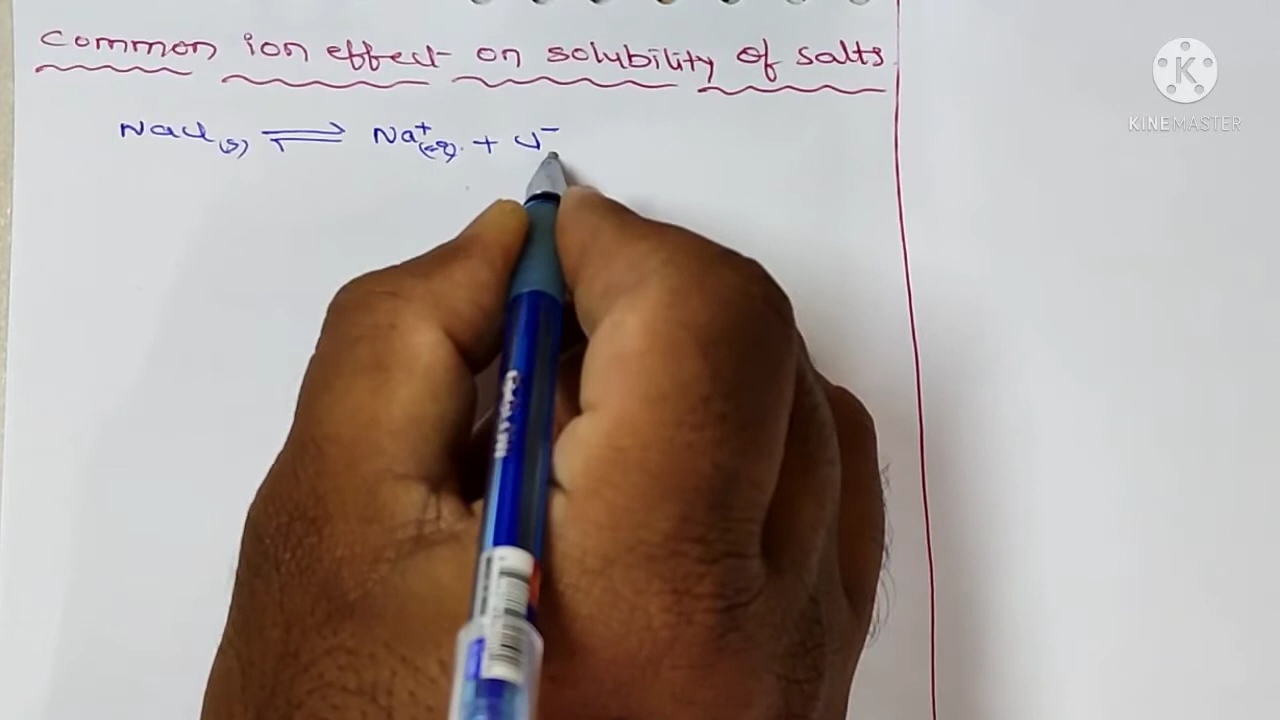 common ion effect on solubility of salts
NaCl(s) ⇌ Na⁺(aq). + Cl⁻
KINEMASTER